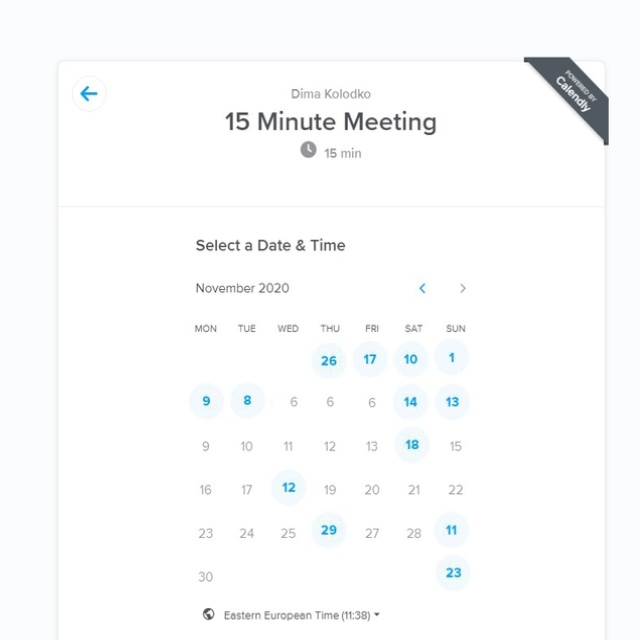 POWERED BY
Calendly
Dima Kolodko
15 Minute Meeting
15 min
Select a Date & Time
November 2020
MON TUE WED THU FRI SAT SUN
26 17 10 1
9 8 6 6 6 14 13
9 10 11 12 13 18 15
16 17 12 19 20 21 22
23 24 25 29 27 28 11
30 23
Eastern European Time (11:38)